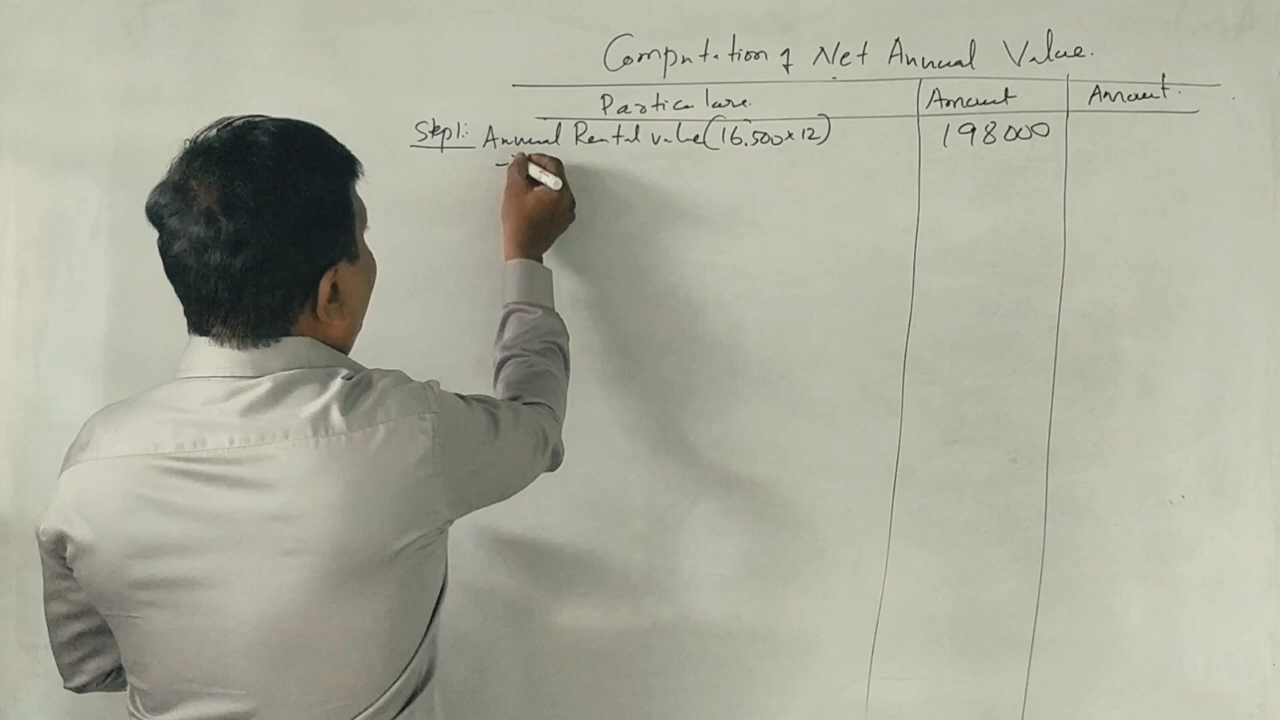 Computation of Net Annual Value.
Particulars. Amount Amount.
Step1: Annual Rental value (16,500×12) 198000